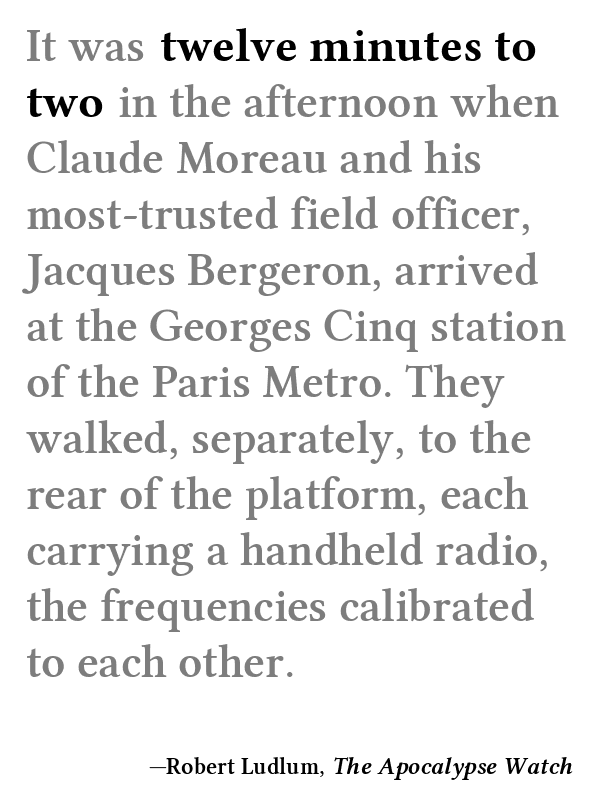 It was twelve minutes to
two in the afternoon when
Claude Moreau and his
most-trusted field officer,
Jacques Bergeron, arrived
at the Georges Cinq station
of the Paris Metro. They
walked, separately, to the
rear of the platform, each
carrying a handheld radio,
the frequencies calibrated
to each other.
—Robert Ludlum, The Apocalypse Watch